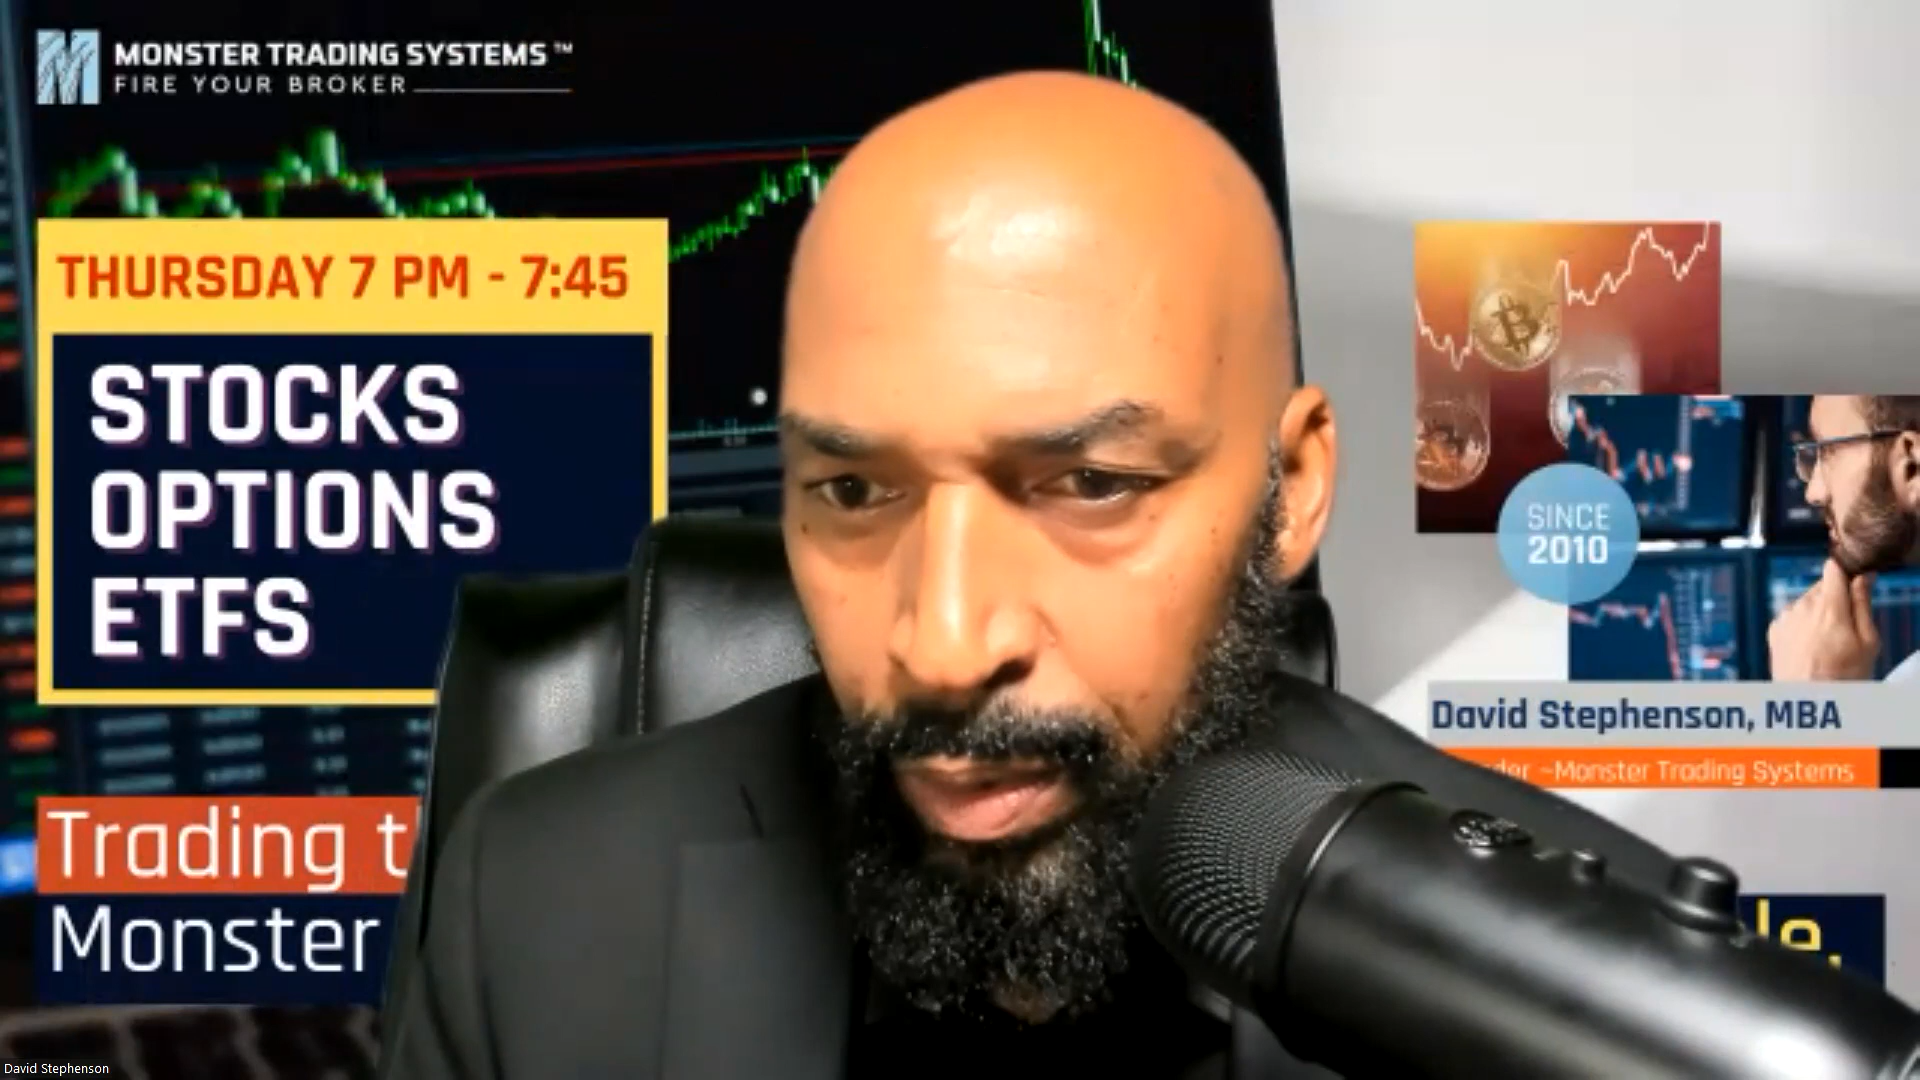 MONSTER TRADING SYSTEMS™
FIRE YOUR BROKER
THURSDAY 7 PM - 7:45
STOCKS
OPTIONS
ETFS
SINCE
2010
David Stephenson, MBA
~Monster Trading Systems
Trading
Monster
David Stephenson